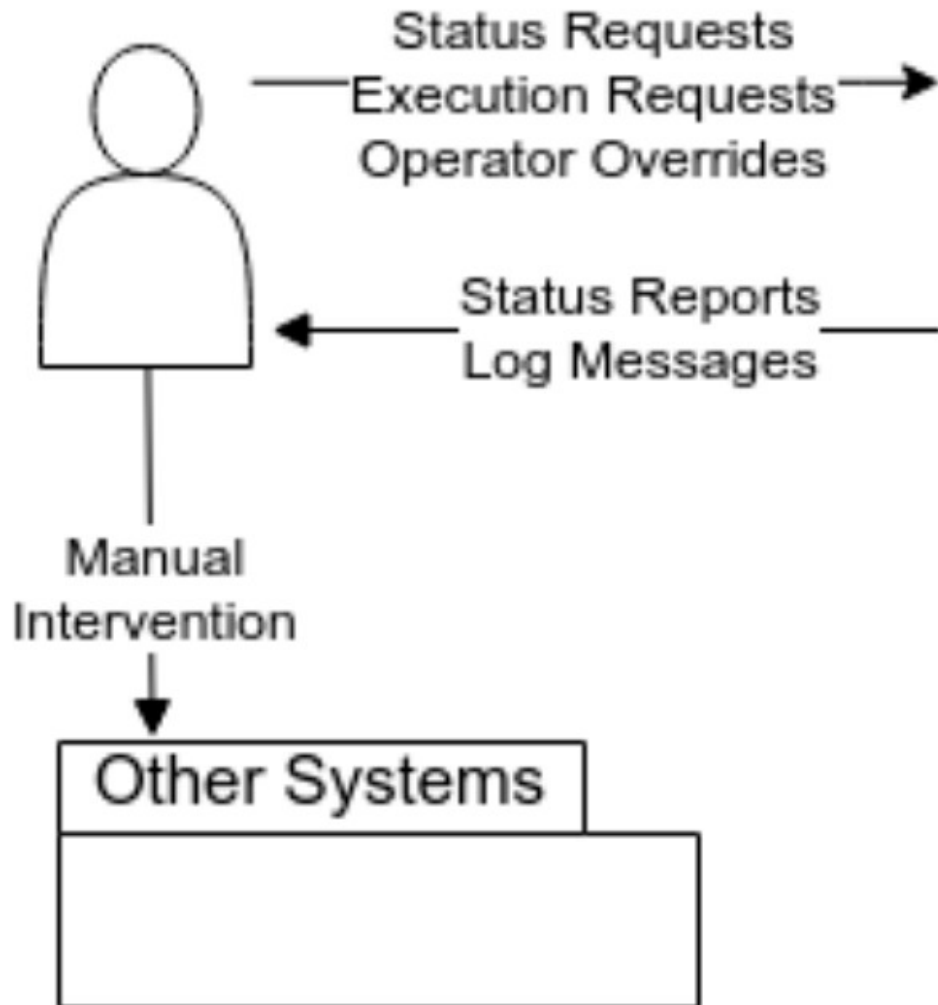 Status Requests
Execution Requests
Operator Overrides
Status Reports
Log Messages
Manual
Intervention
Other Systems